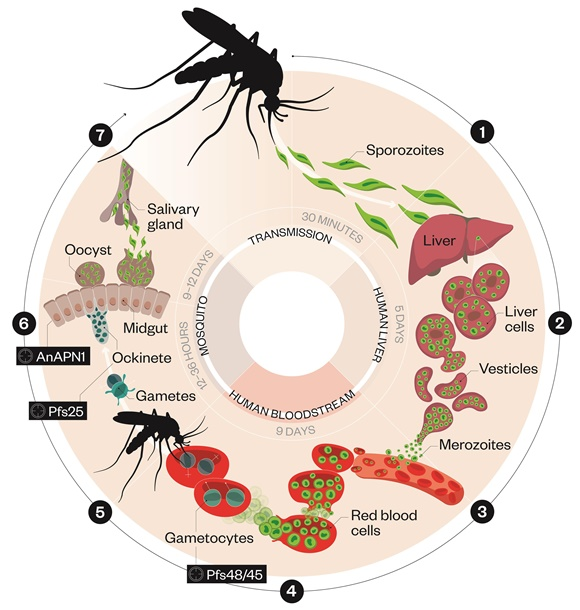 1
Sporozoites
30 MINUTES
TRANSMISSION
Liver
2
Liver
cells
5 DAYS
HUMAN LIVER
Vesicles
Merozoites
3
Red blood
cells
HUMAN BLOODSTREAM
9 DAYS
4
Gametocytes
Pfs48/45
5
Gametes
Pfs25
Ockinete
12–36 HOURS
MOSQUITO
9–12 DAYS
6
AnAPN1
Midgut
Oocyst
Salivary
gland
7